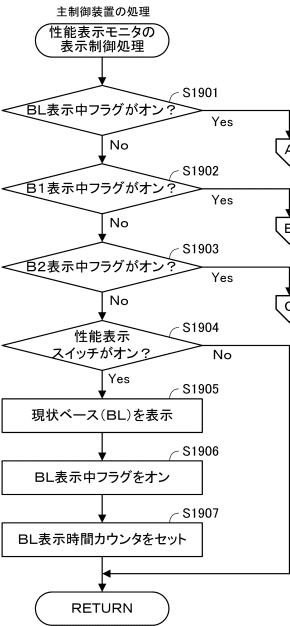 主制御装置の処理
性能表示モニタの
表示制御処理
S1901
BL表示中フラグがオン？
Yes
A
No
S1902
B1表示中フラグがオン？
Yes
B
No
S1903
B2表示中フラグがオン？
Yes
C
No
S1904
性能表示
スイッチがオン？
No
Yes
S1905
現状ベース（BL）を表示
S1906
BL表示中フラグをオン
S1907
BL表示時間カウンタをセット
RETURN